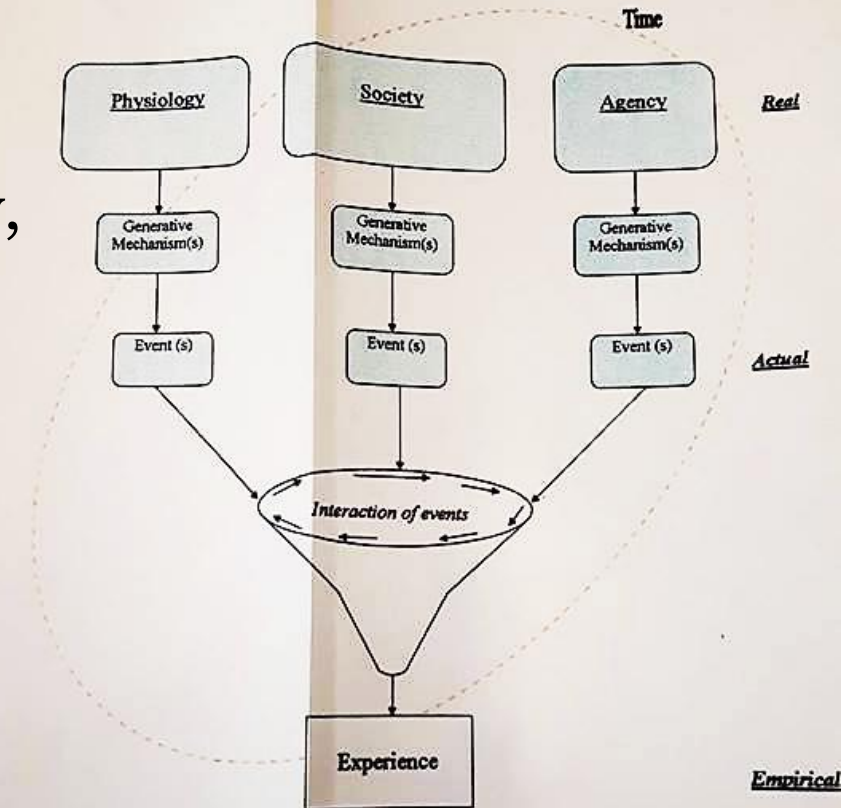 Time
Physiology
Society
Agency
Real
Generative
Mechanism(s)
Generative
Mechanism(s)
Generative
Mechanism(s)
Event (s)
Event (s)
Event (s)
Actual
Interaction of events
Experience
Empirical